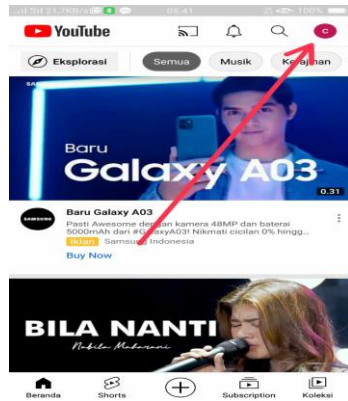 21,7KB/s
05.41
100%
YouTube
C
Eksplorasi
Semua
Musik
Kerajinan
Baru
Galaxy A03
0.31
SAMSUNG
Baru Galaxy A03
Pasti Awesome dengan kamera 48MP dan baterai
5000mAh dari #GalaxyA03! Nikmati cicilan 0% hingg...
Iklan Samsung Indonesia
Buy Now
BILA NANTI
Nabila Maharani
Beranda
Shorts
Subscription
Koleksi